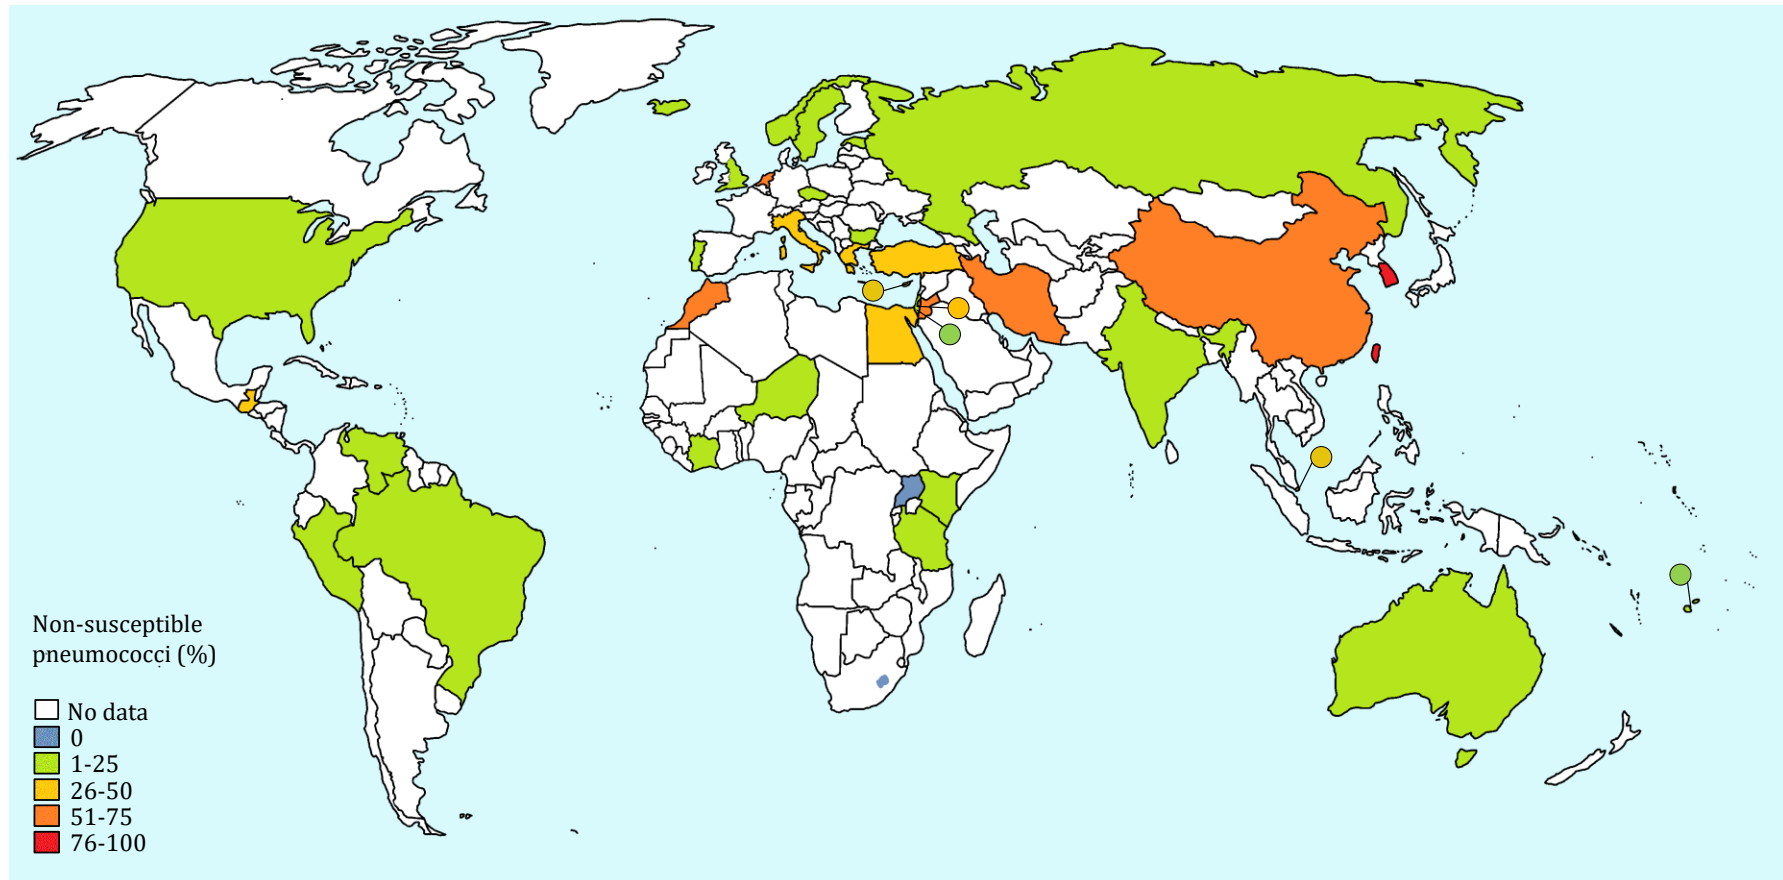 Non-susceptible
pneumococci (%)
No data
0
1-25
26-50
51-75
76-100